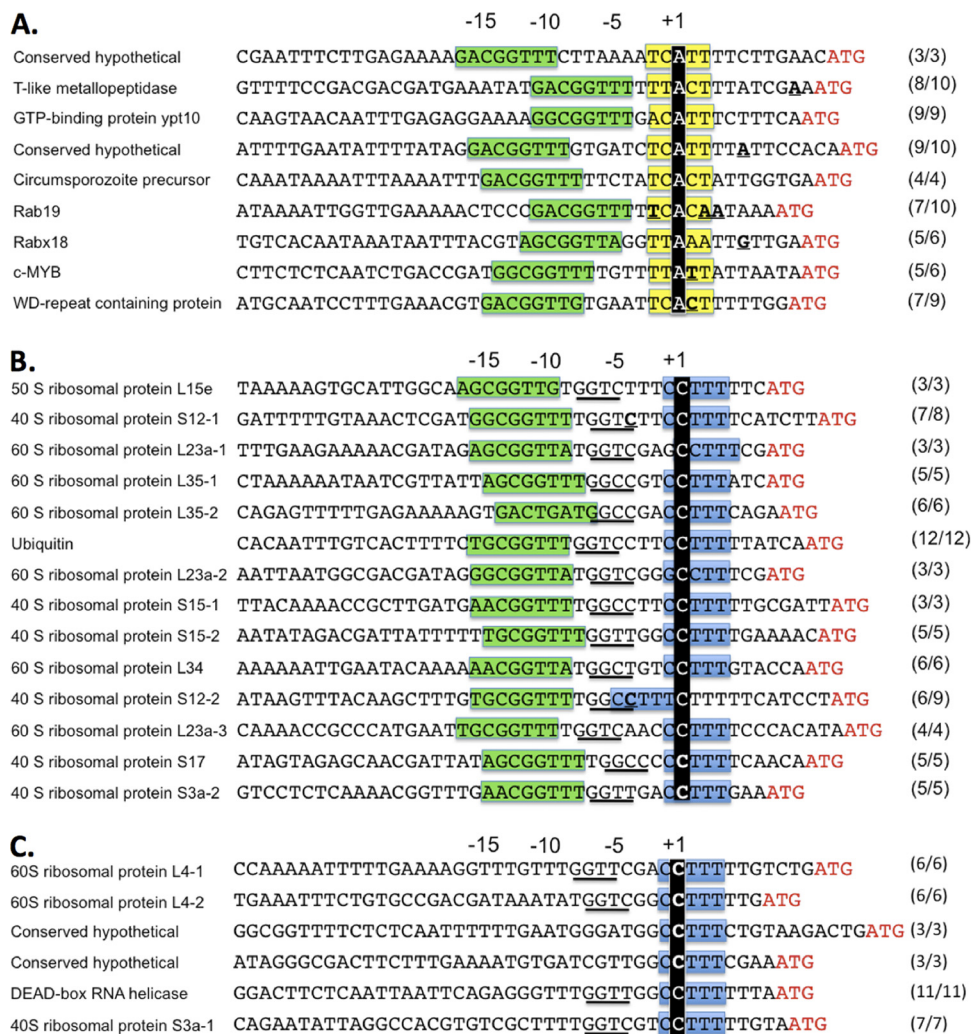 A.
-15 -10 -5 +1
Conserved hypothetical CGAATTTCTTGAGAAAAGACGGTTTCTTAAAATCATTTTCTTGAACATG (3/3)
T-like metallopeptidase GTTTTCCGACGACGATGAAATATGACGGTTTTTTACTTTATCGAAATG (8/10)
GTP-binding protein ypt10 CAAGTAACAATTTGAGAGGAAAAGGCGGTTTGACATTTCTTTCAATG (9/9)
Conserved hypothetical ATTTTGAATATTTTATAGGACGGTTTGTGATCTCATTTTATTCCACAATG (9/10)
Circumsporozoite precursor CAAATAAAATTTAAAATTTGACGGTTTTTCTATCACTATTGGTGAATG (4/4)
Rab19 ATAAAATTGGTTGAAAAACTCCCGACGGTTTTTCACAATAAAATG (7/10)
Rabx18 TGTCACAATAAATAATTTACGTAGCGGTTAGGTTAAATTGTTGAATG (5/6)
c-MYB CTTCTCTCAATCTGACCGATGGCGGTTTTGTTTTTATTATTAATAATG (5/6)
WD-repeat containing protein ATGCAATCCTTTGAAACGTGACGGTTGTGAATTCACTTTTTGGATG (7/9)
B.
-15 -10 -5 +1
50 S ribosomal protein L15e TAAAAAGTGCATTGGCAAGCGGTTGTGGTCTTTCCTTTTTCATG (3/3)
40 S ribosomal protein S12-1 GATTTTTGTAAACTCGATGGCGGTTTTGGTCTTCCTTTTCATCTTATG (7/8)
60 S ribosomal protein L23a-1 TTTGAAGAAAAACGATAGAGCGGTTATGGTCGAGCCTTTCGATG (3/3)
60 S ribosomal protein L35-1 CTAAAAAATAATCGTTATTAGCGGTTTGGCCGTCCTTTATCATG (5/5)
60 S ribosomal protein L35-2 CAGAGTTTTTGAGAAAAAGTGACTGATGGCCGACCTTTCAGAATG (6/6)
Ubiquitin CACAATTTGTCACTTTTCTGCGGTTTGGTCCTTCCTTTTTATCAATG (12/12)
60 S ribosomal protein L23a-2 AATTAATGGCGACGATAGGGCGGTTATGGTCGGGCCTTTCGATG (3/3)
40 S ribosomal protein S15-1 TTACAAAACCGCTTGATGAACGGTTTTGGCCTTCCTTTTTGCGATTATG (3/3)
40 S ribosomal protein S15-2 AATATAGACGATTATTTTTTGCGGTTTGGTTGGCCTTTTGAAAACATG (5/5)
60 S ribosomal protein L34 AAAAAATTGAATACAAAAAACGGTTATGGCTGTCCTTTGTACCAATG (6/6)
40 S ribosomal protein S12-2 ATAAGTTTACAAGCTTTGTGCGGTTTTGGCCTTTCTTTTTCATCCTATG (6/9)
60 S ribosomal protein L23a-3 CAAAACCGCCCATGAATTGCGGTTTTGGTCAACCCTTTTCCCACATAATG (4/4)
40 S ribosomal protein S17 ATAGTAGAGCAACGATTATAGCGGTTTTGGCCCCCTTTTCAACAATG (5/5)
40 S ribosomal protein S3a-2 GTCCTCTCAAAACGGTTTGAACGGTTTGGTTGACCTTTGAAATG (5/5)
C.
-15 -10 -5 +1
60S ribosomal protein L4-1 CCAAAAATTTTTGAAAAGGTTTGTTTGGTTCGACCTTTTTGTCTGATG (6/6)
60S ribosomal protein L4-2 TGAAATTTCTGTGCCGACGATAAATATGGTTCGGCCTTTTTGATG (6/6)
Conserved hypothetical GGCGGTTTTCTCTCAATTTTTTGAATGGGATGGCCTTTCTGTAAGACTGATG (3/3)
Conserved hypothetical ATAGGGCGACTTCTTTGAAAATGTGATCGTTGGCCTTTCGAAATG (3/3)
DEAD-box RNA helicase GGACTTCTCAATTAATTCAGAGGGTTTGGTTGGCCTTTTTTTAATG (11/11)
40S ribosomal protein S3a-1 CAGAATATTAGGCCACGTGTCGCTTTTGGTCGTCCTTTTTGTAATG (7/7)